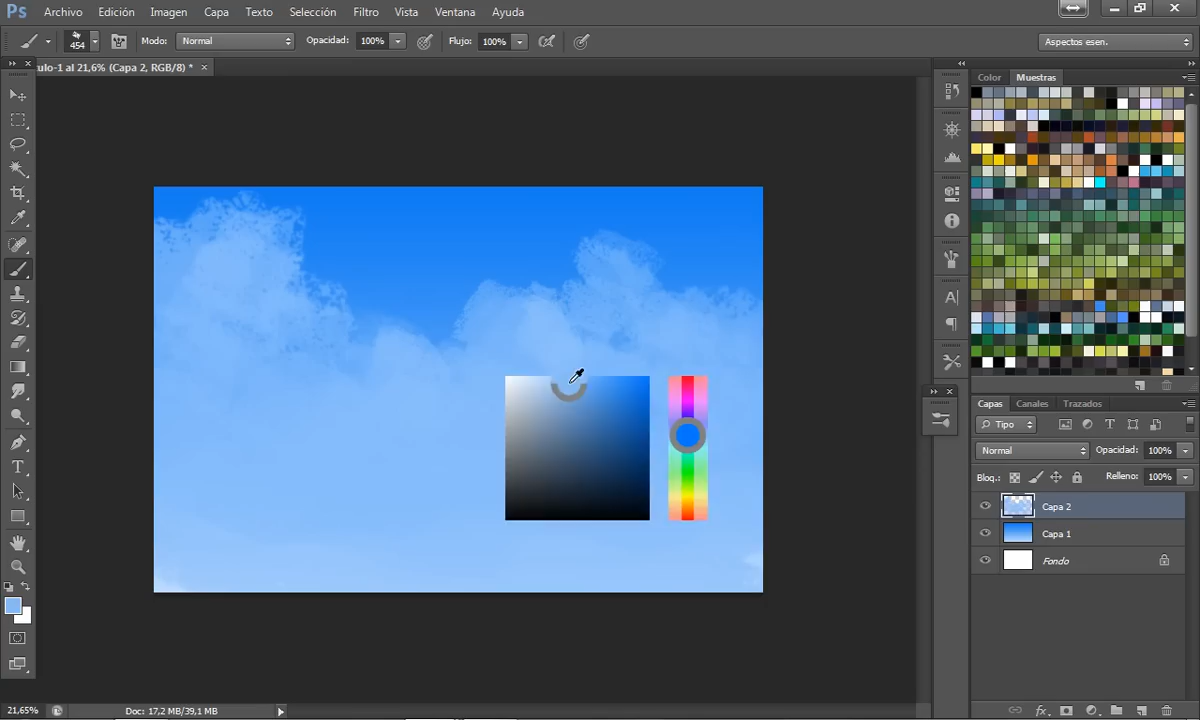 Ps Archivo Edición Imagen Capa Texto Selección Filtro Vista Ventana Ayuda
454 Modo: Normal Opacidad: 100% Flujo: 100% Aspectos esen.
ulo-1 al 21,6% (Capa 2, RGB/8) * ×
Color Muestras
Capas Canales Trazados
Tipo
Normal Opacidad: 100%
Bloq.: Relleno: 100%
Capa 2
Capa 1
Fondo
21,65% Doc: 17,2 MB/39,1 MB